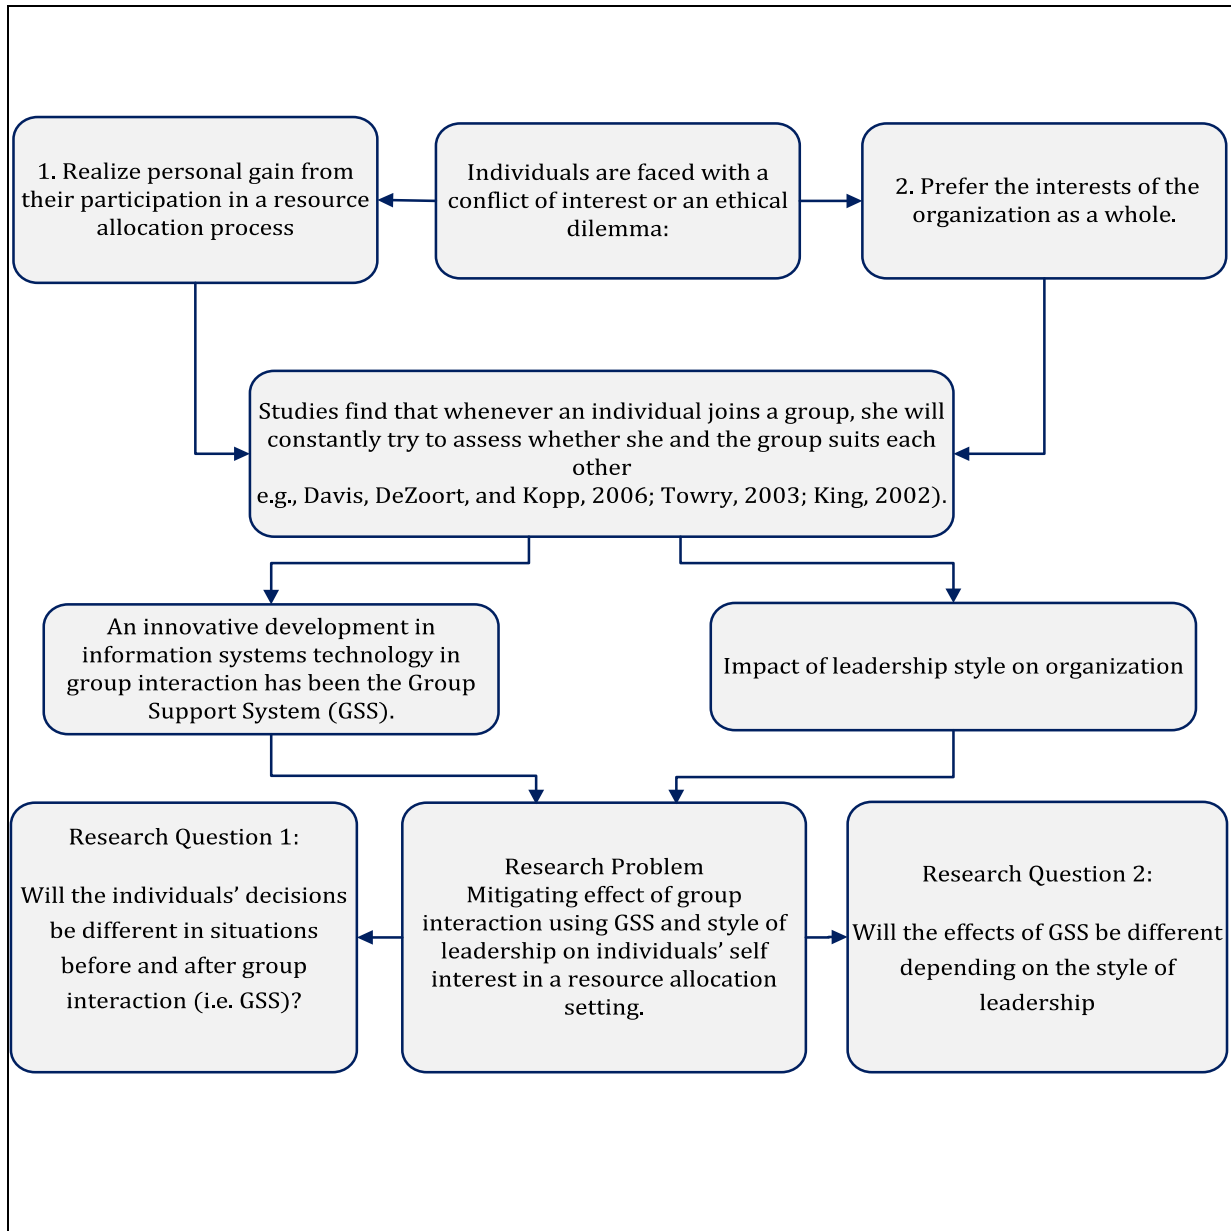 1. Realize personal gain from
their participation in a resource
allocation process
Individuals are faced with a
conflict of interest or an ethical
dilemma:
2. Prefer the interests of the
organization as a whole.
Studies find that whenever an individual joins a group, she will
constantly try to assess whether she and the group suits each
other
e.g., Davis, DeZoort, and Kopp, 2006; Towry, 2003; King, 2002).
An innovative development in
information systems technology in
group interaction has been the Group
Support System (GSS).
Impact of leadership style on organization
Research Question 1:
Will the individuals’ decisions
be different in situations
before and after group
interaction (i.e. GSS)?
Research Problem
Mitigating effect of group
interaction using GSS and style of
leadership on individuals’ self
interest in a resource allocation
setting.
Research Question 2:
Will the effects of GSS be different
depending on the style of
leadership